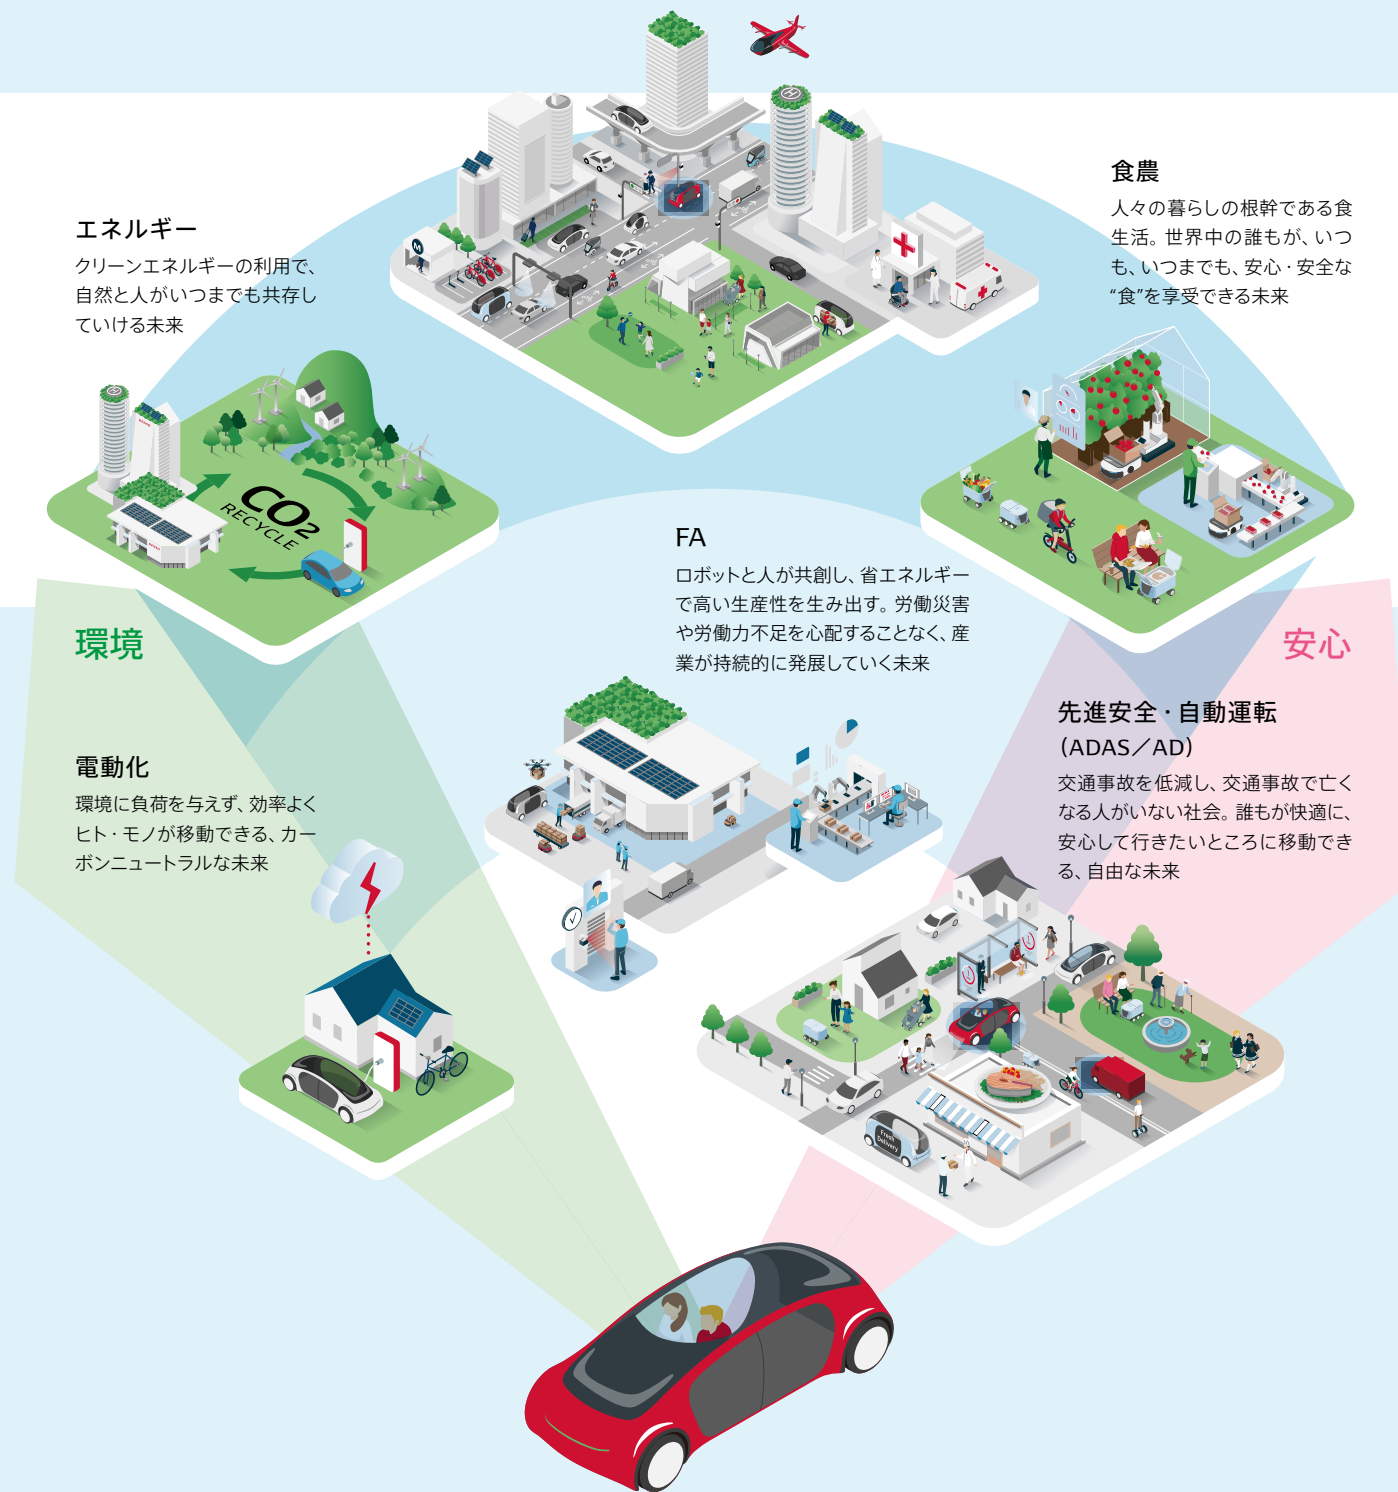 エネルギー
クリーンエネルギーの利用で、
自然と人がいつまでも共存し
ていける未来
食農
人々の暮らしの根幹である食
生活。世界中の誰もが、いつ
も、いつまでも、安心・安全な
“食”を享受できる未来
H
M
H
CO2
RECYCLE
FA
ロボットと人が共創し、省エネルギー
で高い生産性を生み出す。労働災害
や労働力不足を心配することなく、産
業が持続的に発展していく未来
環境
安心
電動化
環境に負荷を与えず、効率よく
ヒト・モノが移動できる、カー
ボンニュートラルな未来
先進安全・自動運転
(ADAS／AD)
交通事故を低減し、交通事故で亡く
なる人がいない社会。誰もが快適に、
安心して行きたいところに移動でき
る、自由な未来
Fresh
Delivery